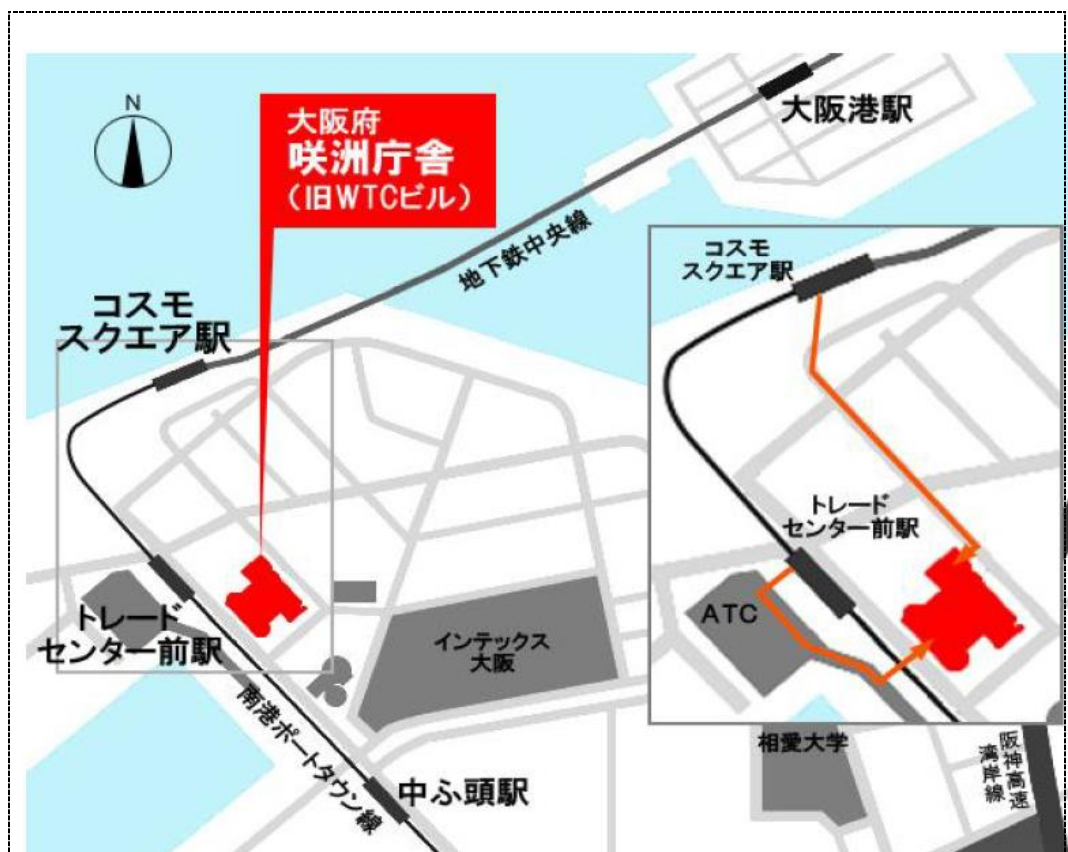 N
大阪府
咲洲庁舎
（旧WTCビル）
大阪港駅
地下鉄中央線
コスモ
スクエア駅
トレード
センター前駅
インテックス
大阪
南港ポートタウン線
中ふ頭駅
コスモ
スクエア駅
トレード
センター前駅
ATC
相愛大学
阪神高速
湾岸線